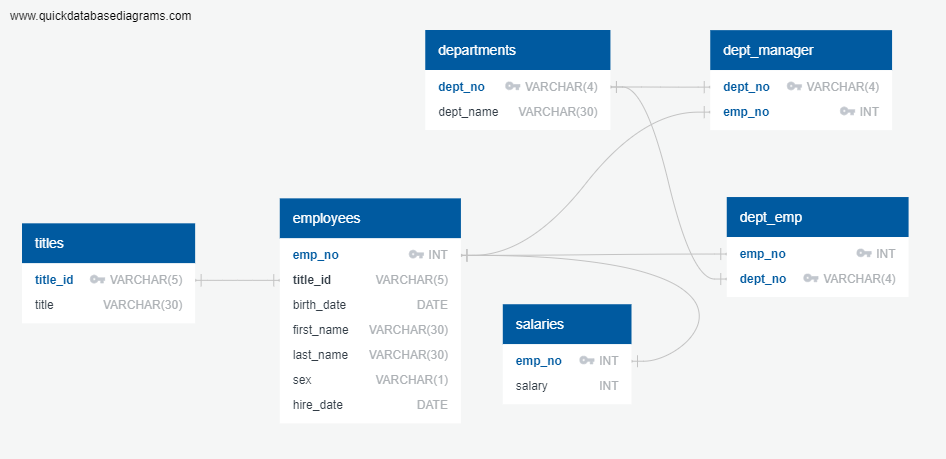 www.quickdatabasediagrams.com
departments
dept_no VARCHAR(4)
dept_name VARCHAR(30)
dept_manager
dept_no VARCHAR(4)
emp_no INT
titles
title_id VARCHAR(5)
title VARCHAR(30)
employees
emp_no INT
title_id VARCHAR(5)
birth_date DATE
first_name VARCHAR(30)
last_name VARCHAR(30)
sex VARCHAR(1)
hire_date DATE
dept_emp
emp_no INT
dept_no VARCHAR(4)
salaries
emp_no INT
salary INT